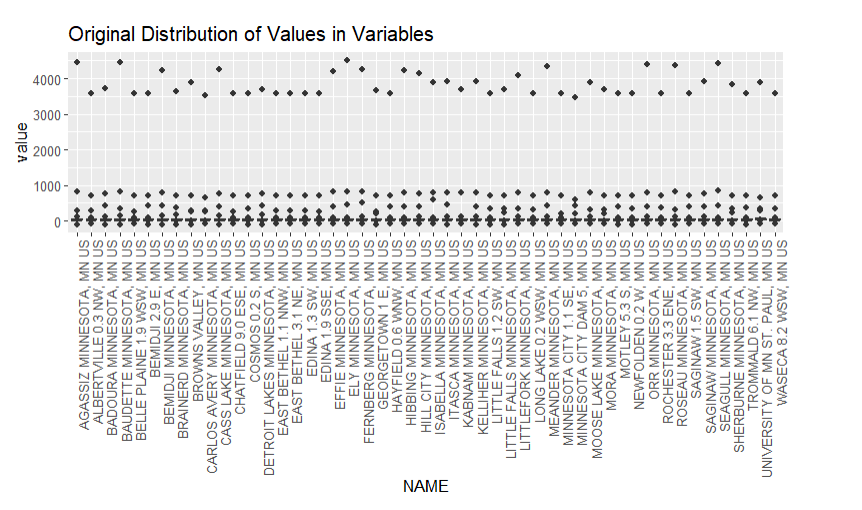 Original Distribution of Values in Variables
value
4000
3000
2000
1000
0
AGASSIZ MINNESOTA, MN US
ALBERTVILLE 0.3 NW, MN US
BADOURA MINNESOTA, MN US
BAUDETTE MINNESOTA, MN US
BELLE PLAINE 1.9 WSW, MN US
BEMIDJI 2.9 E, MN US
BEMIDJI MINNESOTA, MN US
BRAINERD MINNESOTA, MN US
BROWNS VALLEY, MN US
CARLOS AVERY MINNESOTA, MN US
CASS LAKE MINNESOTA, MN US
CHATFIELD 9.0 ESE, MN US
COSMOS 0.2 S, MN US
DETROIT LAKES MINNESOTA, MN US
EAST BETHEL 1.1 NNW, MN US
EAST BETHEL 3.1 NE, MN US
EDINA 1.3 SW, MN US
EDINA 1.9 SSE, MN US
EFFIE MINNESOTA, MN US
ELY MINNESOTA, MN US
FERNBERG MINNESOTA, MN US
GEORGETOWN 1 E, MN US
HAYFIELD 0.6 WNW, MN US
HIBBING MINNESOTA, MN US
HILL CITY MINNESOTA, MN US
ISABELLA MINNESOTA, MN US
ITASCA MINNESOTA, MN US
KABNAM MINNESOTA, MN US
KELLIHER MINNESOTA, MN US
LITTLE FALLS 1.2 SW, MN US
LITTLE FALLS MINNESOTA, MN US
LITTLEFORK MINNESOTA, MN US
LONG LAKE 0.2 WSW, MN US
MEANDER MINNESOTA, MN US
MINNESOTA CITY 1.1 SE, MN US
MINNESOTA CITY DAM 5, MN US
MOOSE LAKE MINNESOTA, MN US
MORA MINNESOTA, MN US
MOTLEY 5.3 S, MN US
NEWFOLDEN 0.2 W, MN US
ORR MINNESOTA, MN US
ROCHESTER 3.3 ENE, MN US
ROSEAU MINNESOTA, MN US
SAGINAW 1.5 SW, MN US
SAGINAW MINNESOTA, MN US
SEAGULL MINNESOTA, MN US
SHERBURNE MINNESOTA, MN US
TROMMALD 6.1 NW, MN US
UNIVERSITY OF MN ST. PAUL, MN US
WASECA 8.2 WSW, MN US
NAME